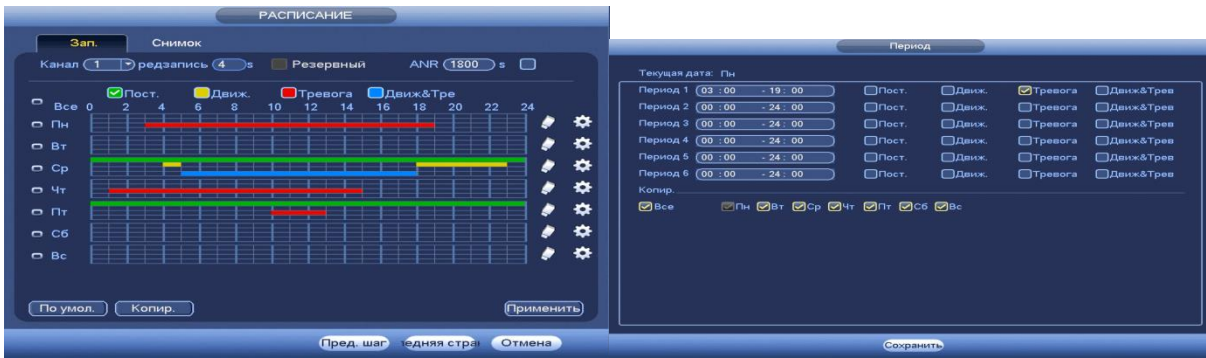 РАСПИСАНИЕ
Зап. Снимок
Канал 1 редзапись 4 s Резервный ANR 1800 s
Пост. Движ. Тревога Движ&Тре
Все 0 2 4 6 8 10 12 14 16 18 20 22 24
Пн
Вт
Ср
Чт
Пт
Сб
Вс
По умол. Копир. Применить
Пред. шаг едняя стра Отмена
Период
Текущая дата: Пн
Период 1 03 :00 - 19 : 00 Пост. Движ. Тревога Движ&Трев
Период 2 00 :00 - 24 : 00 Пост. Движ. Тревога Движ&Трев
Период 3 00 :00 - 24 : 00 Пост. Движ. Тревога Движ&Трев
Период 4 00 :00 - 24 : 00 Пост. Движ. Тревога Движ&Трев
Период 5 00 :00 - 24 : 00 Пост. Движ. Тревога Движ&Трев
Период 6 00 :00 - 24 : 00 Пост. Движ. Тревога Движ&Трев
Копир.
Все Пн Вт Ср Чт Пт Сб Вс
Сохранить